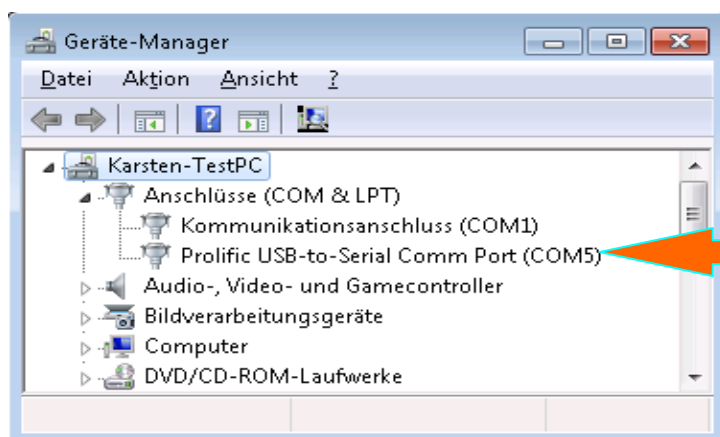 Geräte-Manager
Datei Aktion Ansicht ?
Karsten-TestPC
Anschlüsse (COM & LPT)
Kommunikationsanschluss (COM1)
Prolific USB-to-Serial Comm Port (COM5)
Audio-, Video- und Gamecontroller
Bildverarbeitungsgeräte
Computer
DVD/CD-ROM-Laufwerke